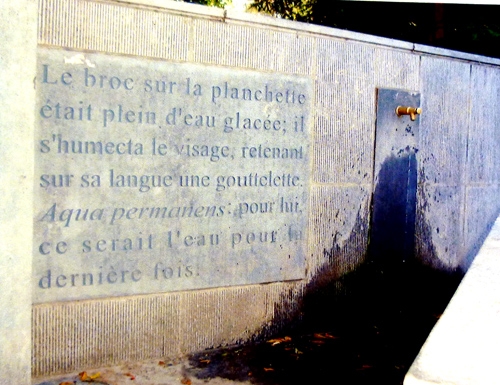 Le broc sur la planchette
était plein d'eau glacée; il
s'humecta le visage, retenant
sur sa langue une gouttelette.
Aqua permanens: pour lui,
ce serait l'eau pour la
dernière fois.